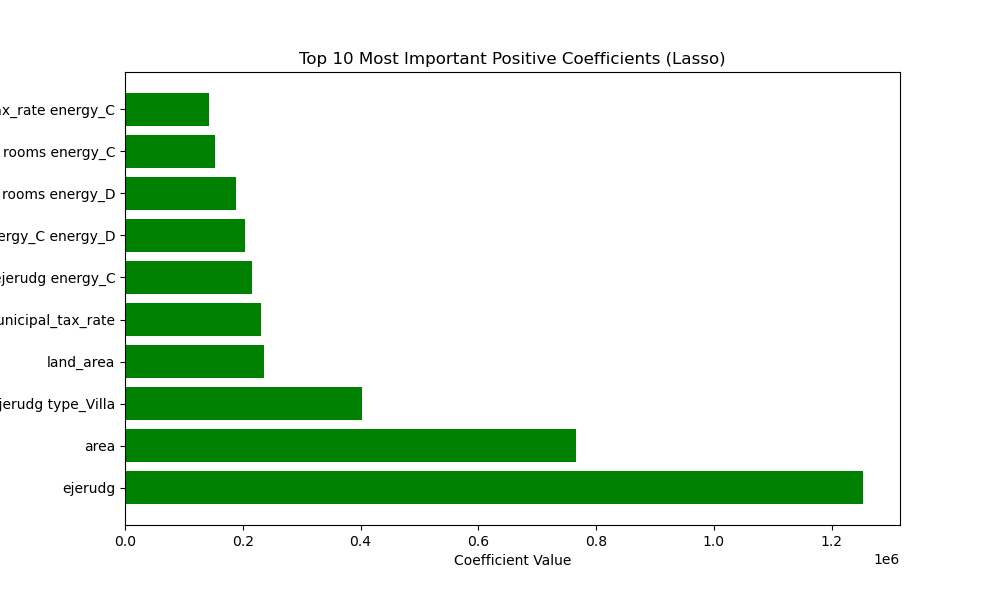 Top 10 Most Important Positive Coefficients (Lasso)
ax_rate energy_C
rooms energy_C
rooms energy_D
ergy_C energy_D
ejerudg energy_C
unicipal_tax_rate
land_area
jerudg type_Villa
area
ejerudg
0.0 0.2 0.4 0.6 0.8 1.0 1.2
1e6
Coefficient Value